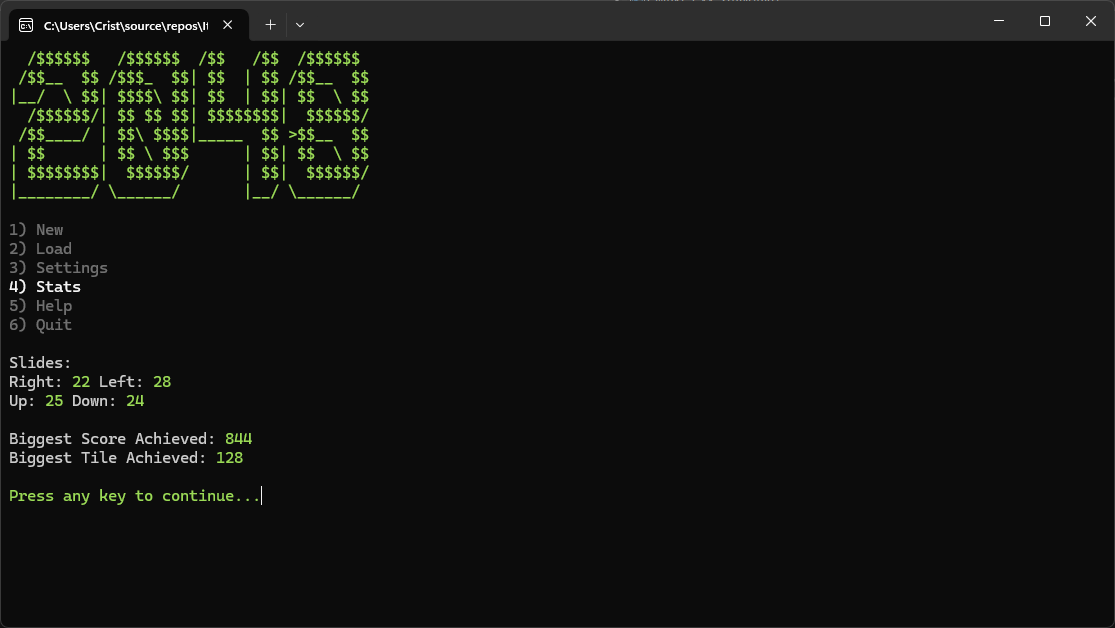 C:\Users\Crist\source\repos\It
  /$$$$$$   /$$$$$$  /$$   /$$  /$$$$$$
 /$$__  $$ /$$$_  $$| $$  | $$ /$$__  $$
|__/  \ $$| $$$$\ $$| $$  | $$| $$  \ $$
  /$$$$$$/| $$ $$ $$| $$$$$$$$|  $$$$$$/
 /$$____/ | $$\ $$$$|_____  $$ >$$__  $$
| $$      | $$ \ $$$      | $$| $$  \ $$
| $$$$$$$$|  $$$$$$/      | $$|  $$$$$$/
|________/ \______/       |__/ \______/
1) New
2) Load
3) Settings
4) Stats
5) Help
6) Quit
Slides:
Right: 22 Left: 28
Up: 25 Down: 24
Biggest Score Achieved: 844
Biggest Tile Achieved: 128
Press any key to continue...